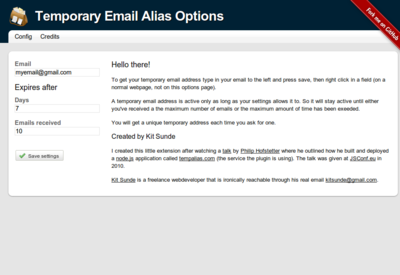 Temporary Email Alias Options
Fork me on GitHub
Config Credits
Email
myemail@gmail.com
Expires after
Days
7
Emails received
10
Save settings
Hello there!
To get your temporary email address type in your email to the left and press save, then right click in a field (on a
normal webpage, not on this options page).
A temporary email address is active only as long as your settings allows it to. So it will stay active until either
you've received a the maximum number of emails or the maximum amount of time has been exeeded.
You will get a unique temporary address each time you ask for one.
Created by Kit Sunde
I created this little extension after watching a talk by Philip Hofstetter where he outlined how he built and deployed
a node.js application called tempalias.com (the service the plugin is using). The talk was given at JSConf.eu in
2010.
Kit Sunde is a freelance webdeveloper that is ironically reachable through his real email kitsunde@gmail.com.